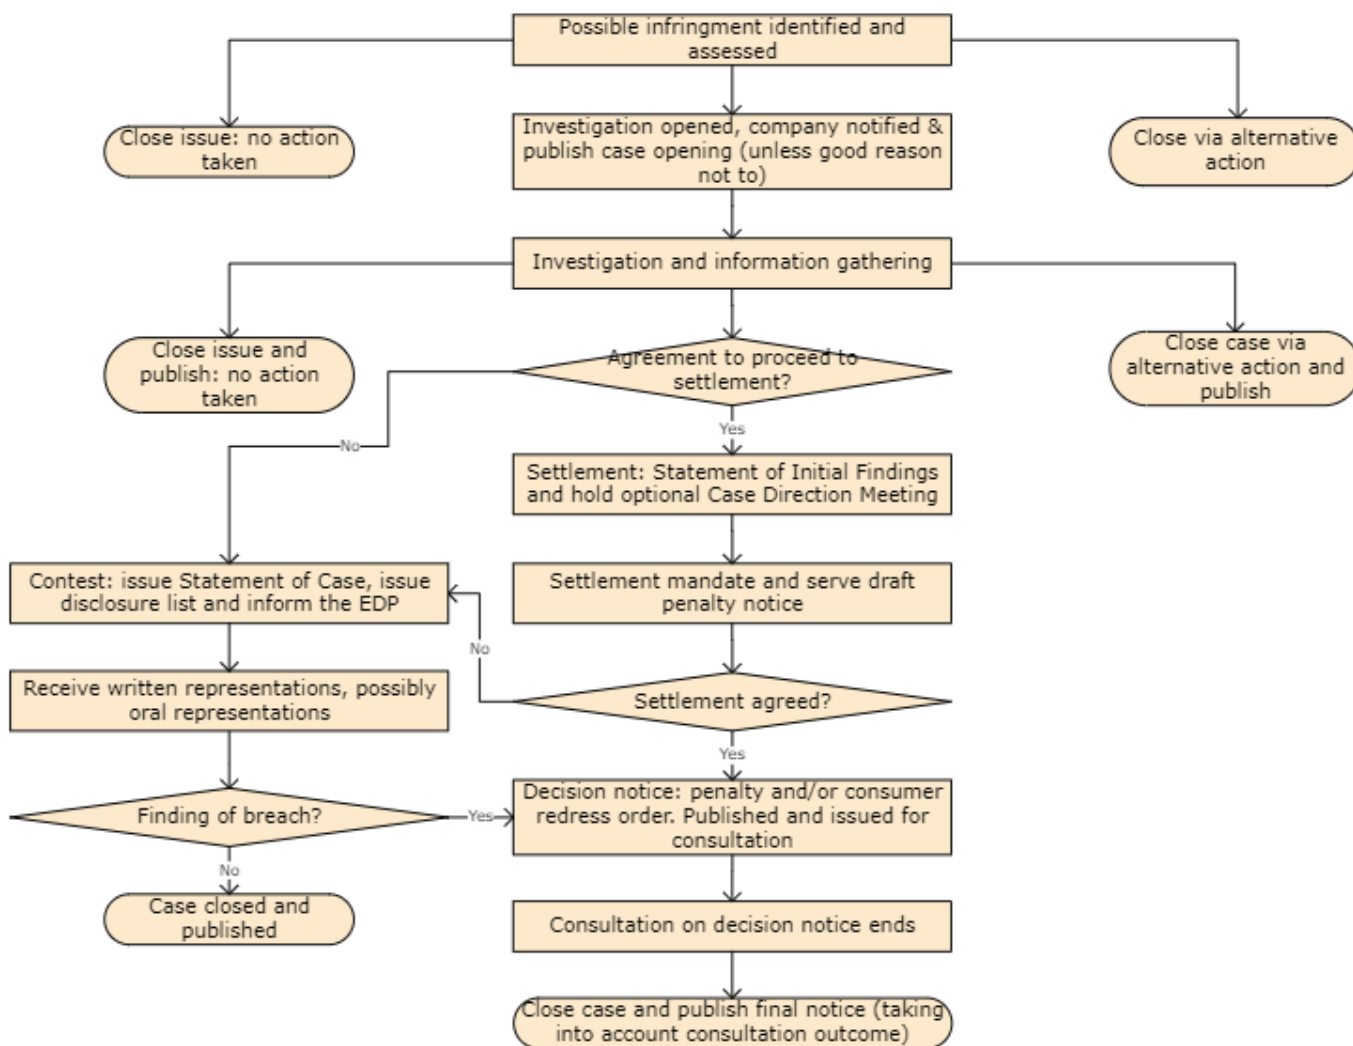 Possible infringment identified and
assessed
Close issue: no action
taken
Investigation opened, company notified &
publish case opening (unless good reason
not to)
Close via alternative
action
Investigation and information gathering
Close issue and
publish: no action
taken
Agreement to proceed to
settlement?
Close case via
alternative action and
publish
No
Yes
Settlement: Statement of Initial Findings
and hold optional Case Direction Meeting
Contest: issue Statement of Case, issue
disclosure list and inform the EDP
Settlement mandate and serve draft
penalty notice
No
Receive written representations, possibly
oral representations
Settlement agreed?
Yes
Finding of breach?
Yes
Decision notice: penalty and/or consumer
redress order. Published and issued for
consultation
No
Case closed and
published
Consultation on decision notice ends
Close case and publish final notice (taking
into account consultation outcome)